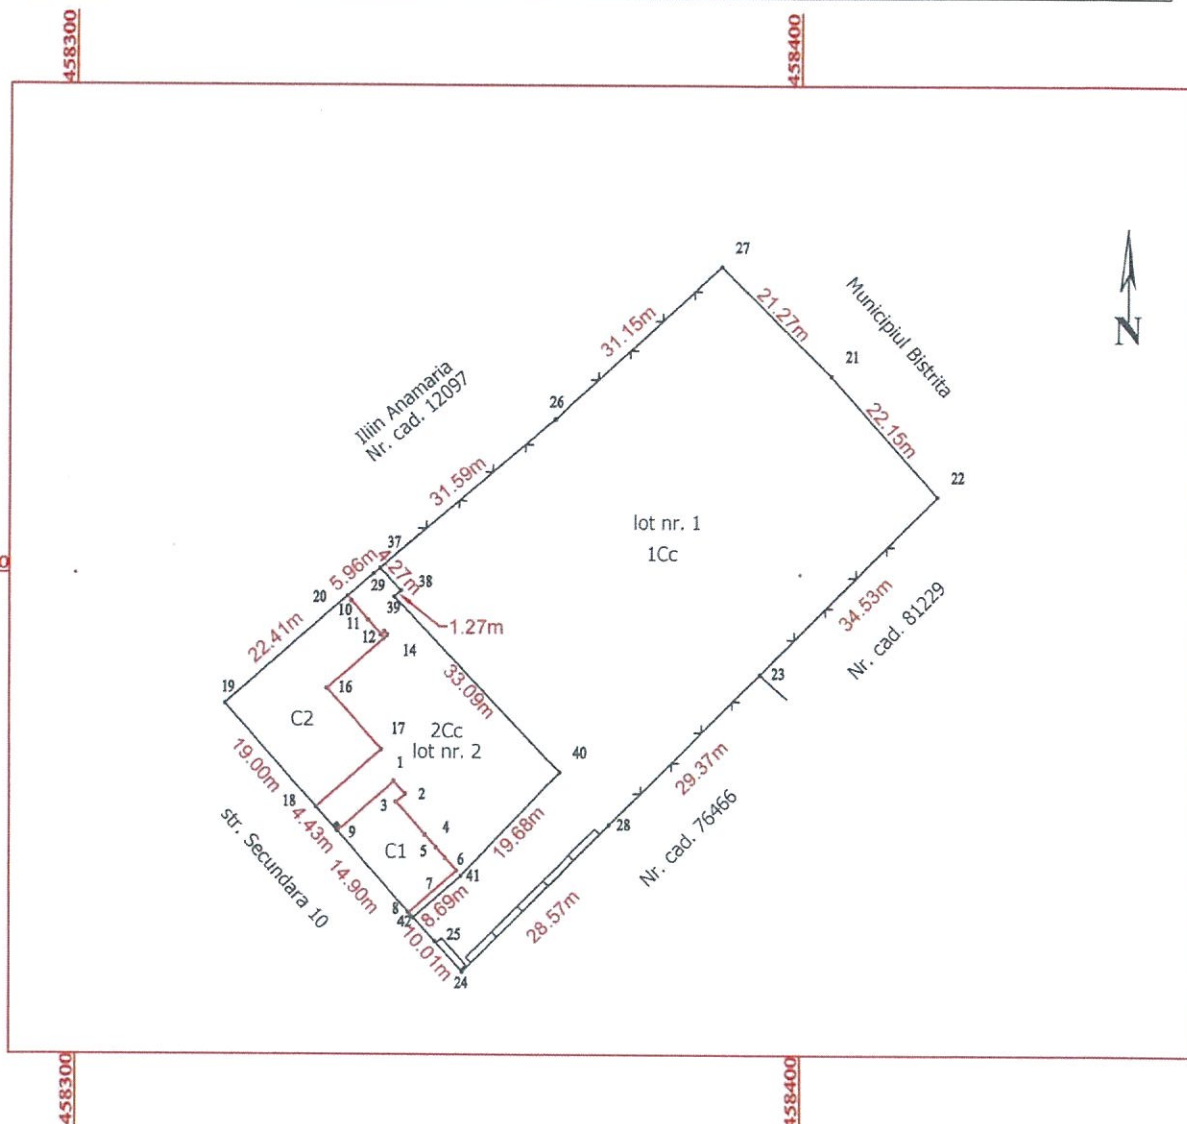 458300
458400
27
21.27m
Municipiul Bistrita
N
31.15m
21
Iliin Anamaria
Nr. cad. 12097
26
22.15m
22
31.59m
lot nr. 1
1Cc
37
4.27m
5.96m
29
38
0
20
10
39
11
12
14
1.27m
34.53m
Nr. cad. 81229
22.41m
33.09m
19
16
23
C2
17
2Cc
lot nr. 2
40
19.00m
1
18
3
2
29.37m
4.43m
9
4
19.68m
28
Nr. cad. 76466
str. Secundara 10
C1
5
6
14.90m
7
41
8
42
8.69m
25
28.57m
10.01m
24
458300
458400